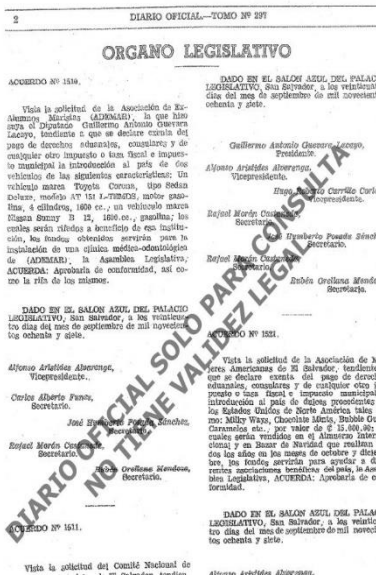 2
DIARIO OFICIAL.—TOMO Nº 297
ORGANO LEGISLATIVO
ACUERDO Nº 1510.
Vista la solicitud de la Asociación de Ex-
Alumnos Maristas (ADEMAR), la que hizo
suya el Diputado Guillermo Antonio Guevara
Lacayo, tendiente a que se declare exenta del
pago de derechos aduanales, consulares y de
cualquier otro impuesto o tasa fiscal e impues-
to municipal la introducción al país de dos
vehículos de las siguientes características: Un
vehículo marca Toyota Corona, tipo Sedan
Deluxe, modelo AT 151 motor gaso-
lina, 4 cilindros, 1600 cc.; un vehículo marca
Nissan Sunny B 12, 1600.cc., gasolina; los
cuales serán rifados a beneficio de esa institu-
ción, los fondos obtenidos servirán para la
instalación de una clínica médico-odontológica
de (ADEMAR), la Asamblea Legislativa,
ACUERDA: Aprobarla de conformidad, así co-
mo la rifa de los mismos.
DADO EN EL SALON AZUL DEL PALACIO
LEGISLATIVO, San Salvador, a los veinticua-
tro días del mes de septiembre de mil novecien-
tos ochenta y siete.
Alfonso Arístides Alvarenga,
Vicepresidente.
Carlos Alberto Funes,
Secretario.
José Humberto Posada Sánchez,
Secretario.
Rafael Morán Castaneda,
Secretario.
Rubén Orellana Mendoza,
Secretario.
ACUERDO Nº 1511.
Vista la solicitud del Comité Nacional de
DADO EN EL SALON AZUL DEL PALAC
LEGISLATIVO, San Salvador, a los
días del mes de septiembre de mil novecient
ochenta y siete.
Guillermo Antonio Guevara Lacayo,
Presidente.
Alfonso Arístides Alvarenga,
Vicepresidente.
Hugo Roberto Carrillo Cor
Vicepresidente.
Rafael Morán Castaneda,
Secretario.
José Humberto Posada Sánch
Secretario.
Rafael Morán Castaneda,
Secretario.
Rubén Orellana Mendo
Secretario.
ACUERDO Nº 1521.
Vista la solicitud de la Asociación de M
jeres Americanas de El Salvador, tendiente
que se declare exenta del pago de derech
aduanales, consulares y de cualquier otro i
puesto o tasa fiscal e impuesto municipal
introducción al país de dulces procedentes
los Estados Unidos de Norte América tales
mo: Milky Ways, Chocolate Mints, Bubble Gu
Caramelos etc., por valor de ₡ 15,000.00;
cuales serán vendidos en el Almuerzo Inter
cional y en Bazar de Navidad que realizan
dos los años en los meses de octubre y dicie
bre, los fondos servirán para ayudar a di
rentes asociaciones benéficas del país, la Asa
blea Legislativa, ACUERDA: Aprobarla de c
formidad.
DADO EN EL SALON AZUL DEL PALA
LEGISLATIVO, San Salvador, a los veintic
tro días del mes de septiembre de mil noveci
tos ochenta y siete.
Alfonso Arístides Alvarenga,
DIARIO OFICIAL SOLO PARA CONSULTA
NO TIENE VALIDEZ LEGAL